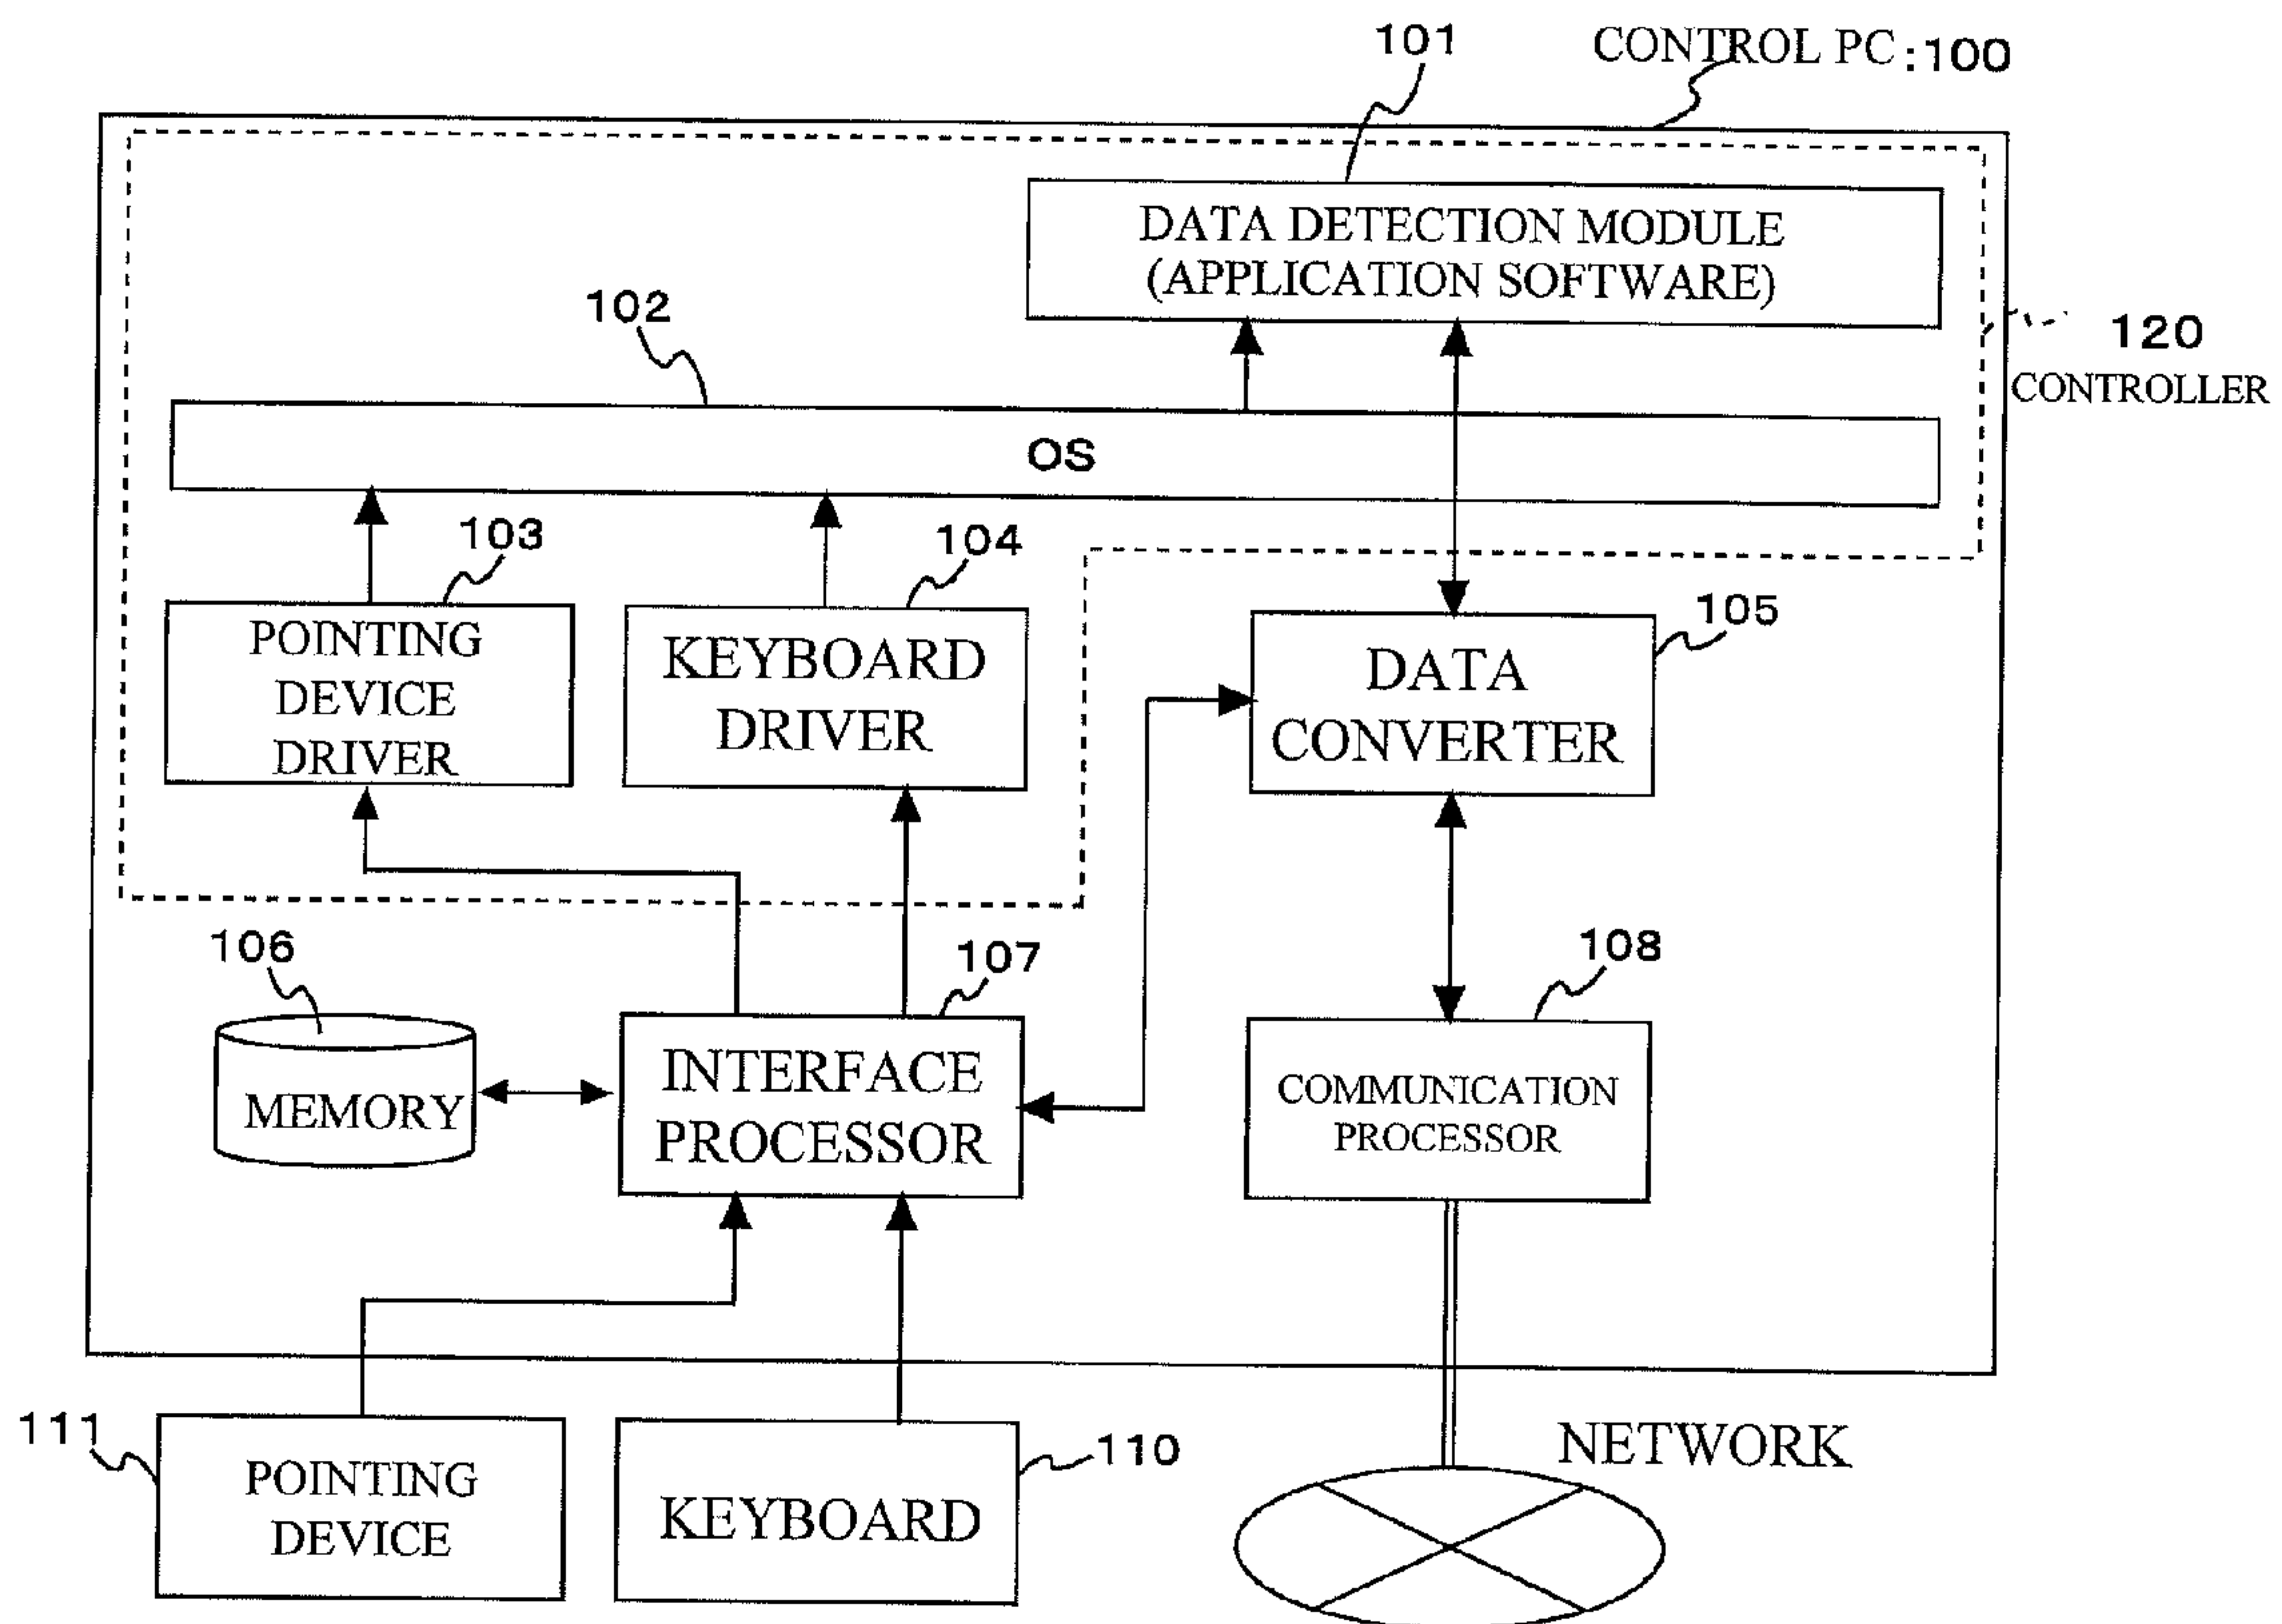 101
CONTROL PC:100
DATA DETECTION MODULE
(APPLICATION SOFTWARE)
102
120
CONTROLLER
OS
103
104
105
POINTING
DEVICE
DRIVER
KEYBOARD
DRIVER
DATA
CONVERTER
106
107
108
MEMORY
INTERFACE
PROCESSOR
COMMUNICATION
PROCESSOR
111
POINTING
DEVICE
KEYBOARD
110
NETWORK